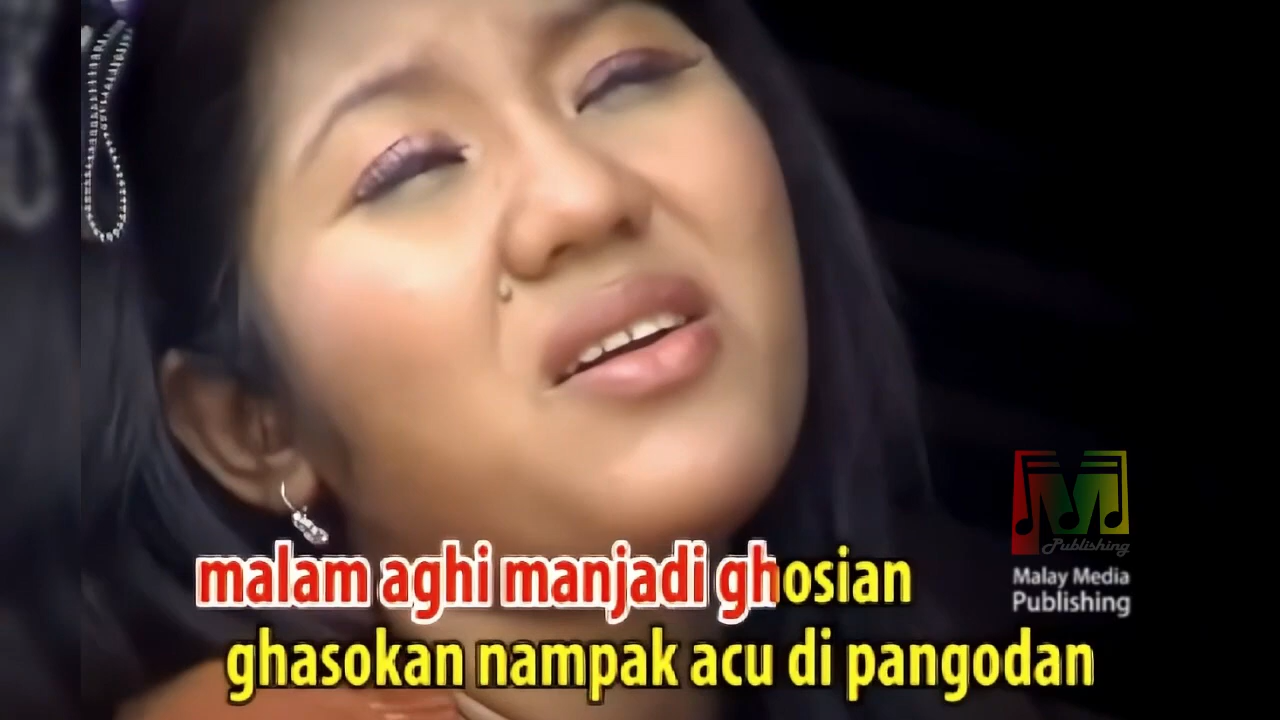 malam aghi manjadi ghosian
ghasokan nampak acu di pangodan
M
Publishing
Malay Media
Publishing